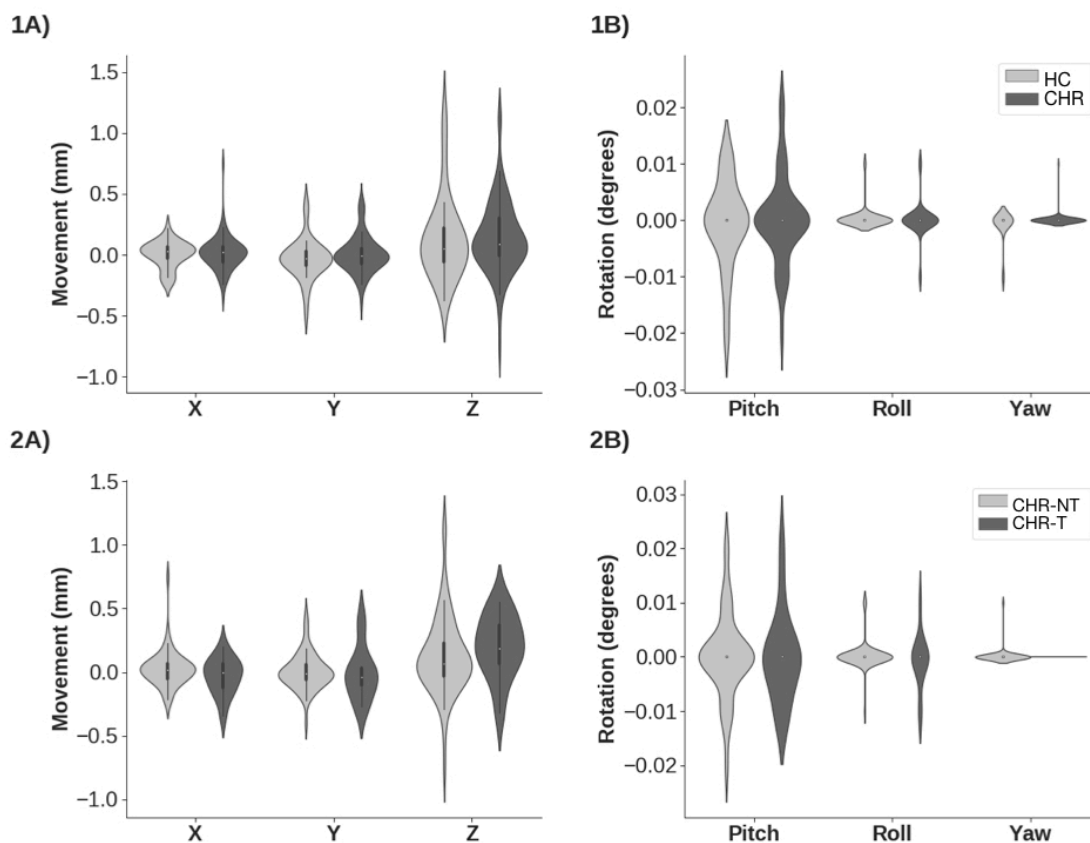 1A)
1.5
1.0
0.5
0.0
−0.5
−1.0
Movement (mm)
X Y Z
1B)
HC
CHR
0.02
0.01
0.00
−0.01
−0.02
−0.03
Rotation (degrees)
Pitch Roll Yaw
2A)
1.5
1.0
0.5
0.0
−0.5
−1.0
Movement (mm)
X Y Z
2B)
CHR-NT
CHR-T
0.03
0.02
0.01
0.00
−0.01
−0.02
Rotation (degrees)
Pitch Roll Yaw